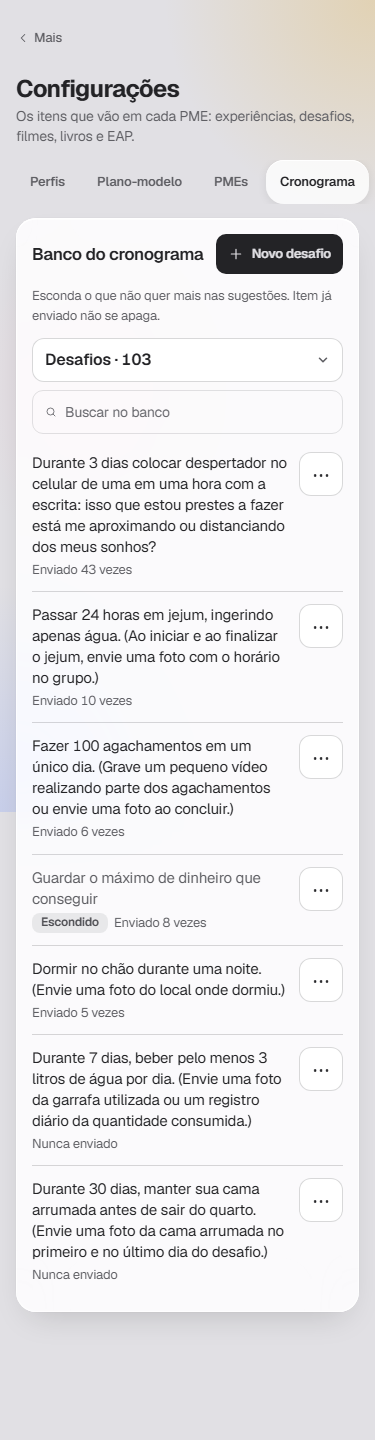 Mais
Configurações
Os itens que vão em cada PME: experiências, desafios,
filmes, livros e EAP.
Perfis Plano-modelo PMEs Cronograma
Banco do cronograma + Novo desafio
Esconda o que não quer mais nas sugestões. Item já
enviado não se apaga.
Desafios · 103
Buscar no banco
Durante 3 dias colocar despertador no
celular de uma em uma hora com a
escrita: isso que estou prestes a fazer
está me aproximando ou distanciando
dos meus sonhos?
Enviado 43 vezes
Passar 24 horas em jejum, ingerindo
apenas água. (Ao iniciar e ao finalizar
o jejum, envie uma foto com o horário
no grupo.)
Enviado 10 vezes
Fazer 100 agachamentos em um
único dia. (Grave um pequeno vídeo
realizando parte dos agachamentos
ou envie uma foto ao concluir.)
Enviado 6 vezes
Guardar o máximo de dinheiro que
conseguir
Escondido Enviado 8 vezes
Dormir no chão durante uma noite.
(Envie uma foto do local onde dormiu.)
Enviado 5 vezes
Durante 7 dias, beber pelo menos 3
litros de água por dia. (Envie uma foto
da garrafa utilizada ou um registro
diário da quantidade consumida.)
Nunca enviado
Durante 30 dias, manter sua cama
arrumada antes de sair do quarto.
(Envie uma foto da cama arrumada no
primeiro e no último dia do desafio.)
Nunca enviado